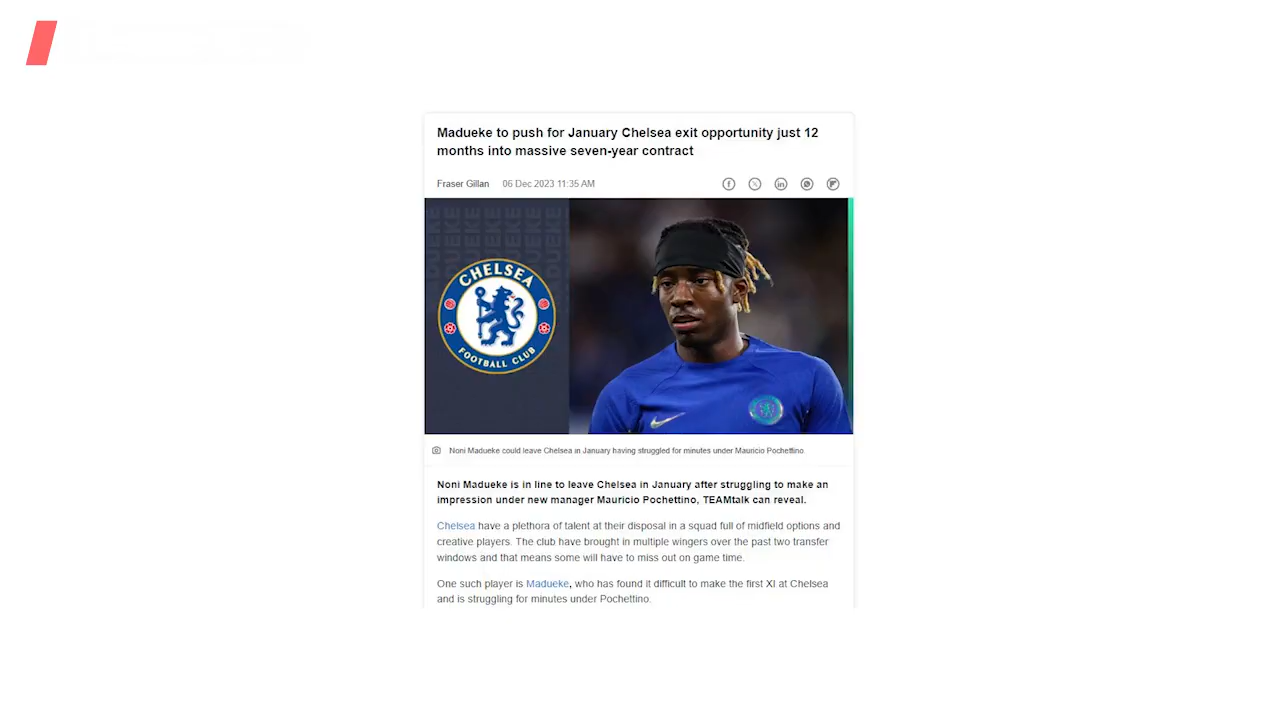 Madueke to push for January Chelsea exit opportunity just 12
months into massive seven-year contract
Fraser Gillan 06 Dec 2023 11:35 AM
CHELSEA
FOOTBALL CLUB
Noni Madueke could leave Chelsea in January having struggled for minutes under Mauricio Pochettino.
Noni Madueke is in line to leave Chelsea in January after struggling to make an
impression under new manager Mauricio Pochettino, TEAMtalk can reveal.
Chelsea have a plethora of talent at their disposal in a squad full of midfield options and
creative players. The club have brought in multiple wingers over the past two transfer
windows and that means some will have to miss out on game time.
One such player is Madueke, who has found it difficult to make the first XI at Chelsea
and is struggling for minutes under Pochettino.